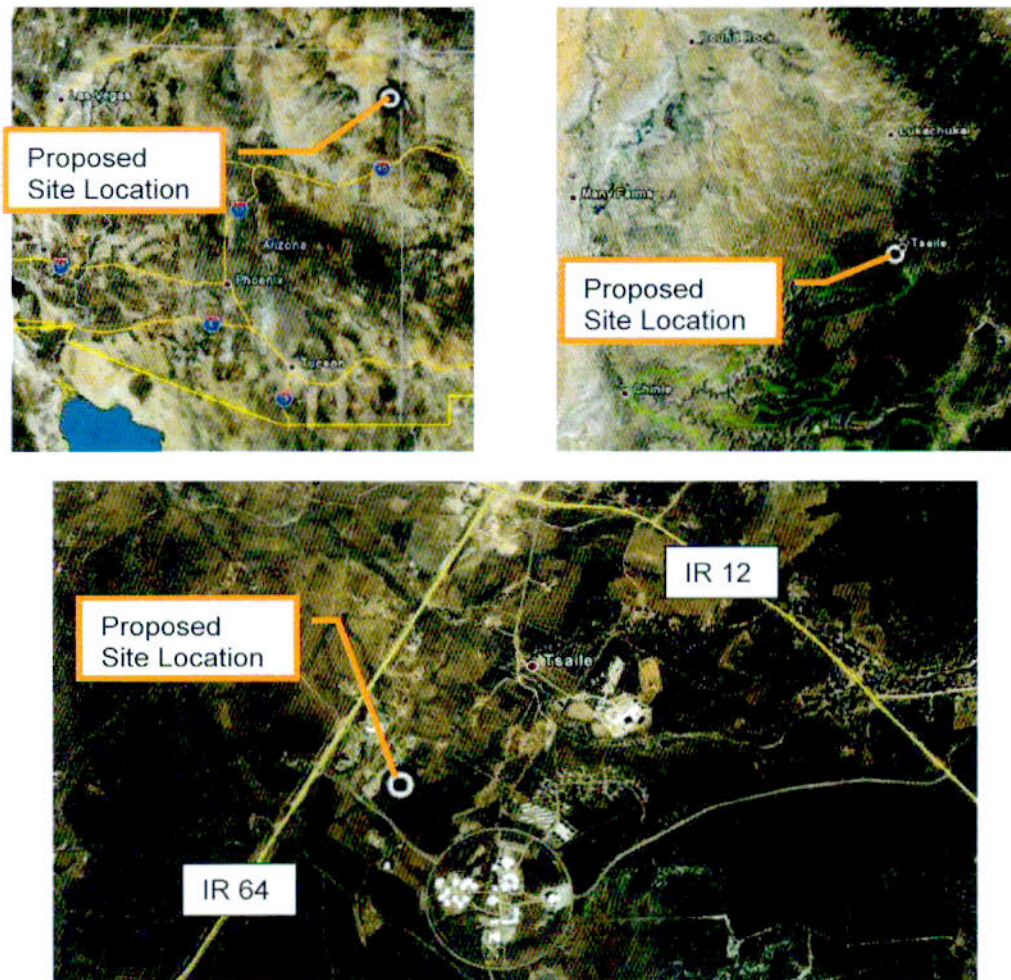 Las Vegas
Proposed
Site Location
40
Arizona
Phoenix
Tucson
Round Rock
Lukachukai
Many Farms
Tsaile
Proposed
Site Location
Chinle
IR 12
Proposed
Site Location
Tsaile
IR 64